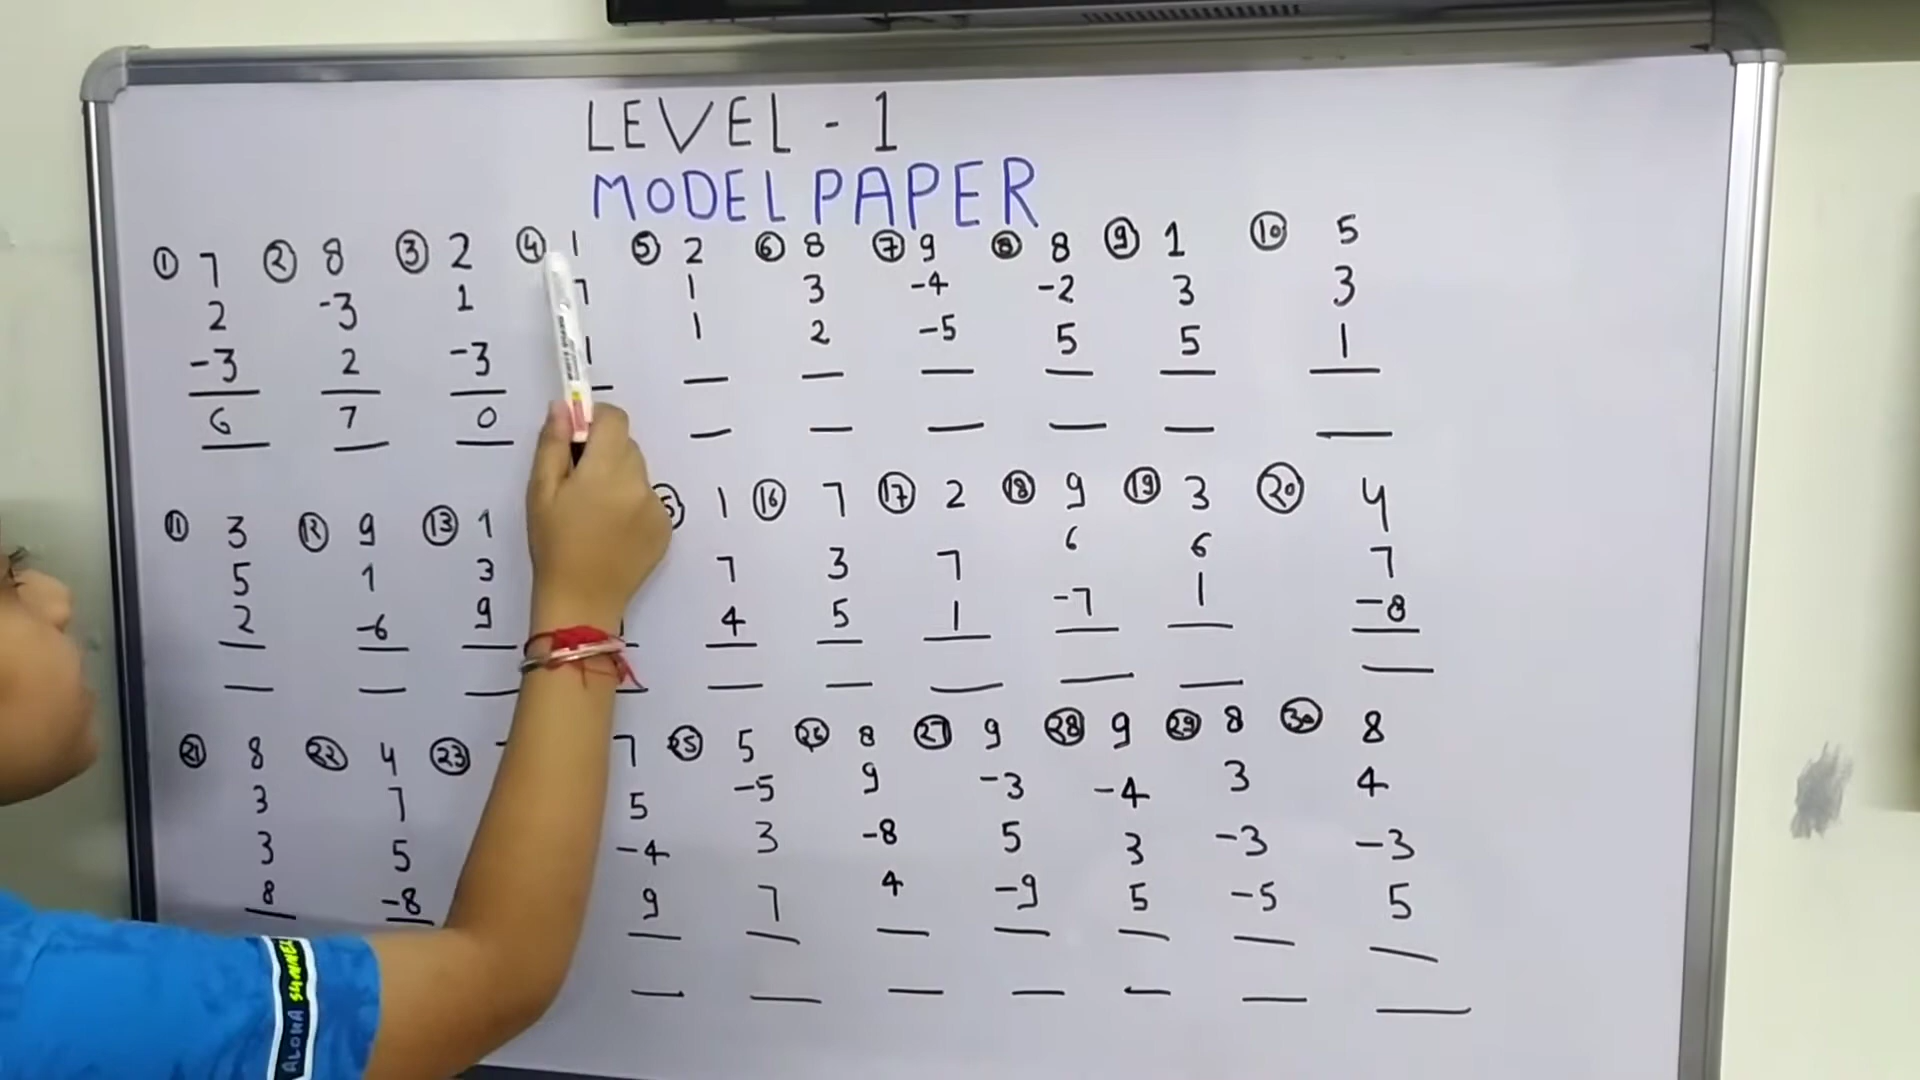 LEVEL - 1
MODEL PAPER
① 7 ② 8 ③ 2 ④ 1 ⑤ 2 ⑥ 8 ⑦ 9 ⑧ 8 ⑨ 1 ⑩ 5
2 -3 1 7 1 3 -4 -2 3 3
-3 2 -3 1 1 2 -5 5 5 1
6 7 0
⑪ 3 ⑫ 9 ⑬ 1 1 ⑯ 7 ⑰ 2 ⑱ 9 ⑲ 3 ⑳ 4
5 1 3 7 3 7 6 6 7
2 -6 9 4 5 1 -7 1 -8
㉑ 8 ㉒ 4 ㉓ 7 ㉕ 5 ㉖ 8 ㉗ 9 ㉘ 9 ㉙ 8 ㉚ 8
3 7 5 -5 9 -3 -4 3 4
3 5 -4 3 -8 5 3 -3 -3
8 -8 9 7 4 -9 5 -5 5
ALOHA SUMMER